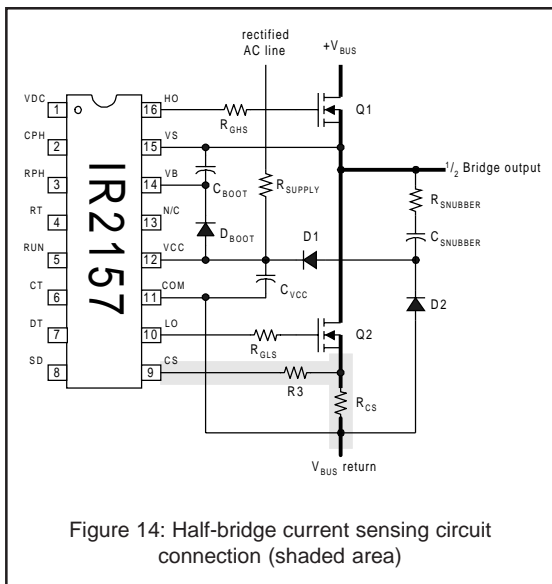 rectified
AC line
+VBUS
VDC
1
CPH
2
RPH
3
RT
4
RUN
5
CT
6
DT
7
SD
8
IR2157
HO
16
VS
15
VB
14
N/C
13
VCC
12
COM
11
LO
10
CS
9
RGHS
Q1
CBOOT
RSUPPLY
1/2 Bridge output
RSNUBBER
CSNUBBER
DBOOT
D1
CVCC
D2
RGLS
Q2
R3
RCS
VBUS return
Figure 14: Half-bridge current sensing circuit
connection (shaded area)